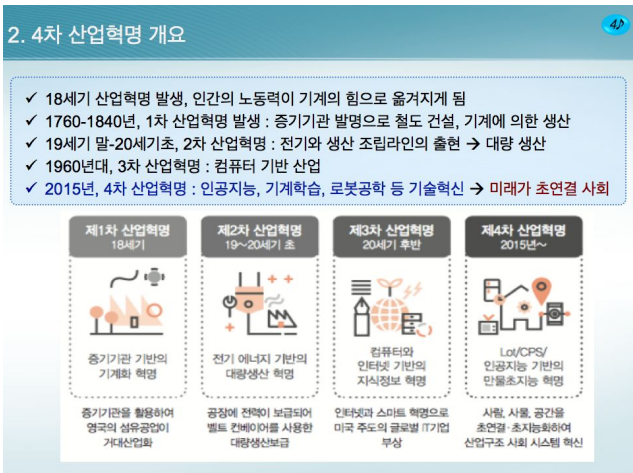 2. 4차 산업혁명 개요
✓ 18세기 산업혁명 발생, 인간의 노동력이 기계의 힘으로 옮겨지게 됨
✓ 1760-1840년, 1차 산업혁명 발생 : 증기기관 발명으로 철도 건설, 기계에 의한 생산
✓ 19세기 말-20세기초, 2차 산업혁명 : 전기와 생산 조립라인의 출현 → 대량 생산
✓ 1960년대, 3차 산업혁명 : 컴퓨터 기반 산업
✓ 2015년, 4차 산업혁명 : 인공지능, 기계학습, 로봇공학 등 기술혁신 → 미래가 초연결 사회
제1차 산업혁명
18세기
증기기관 기반의
기계화 혁명
증기기관을 활용하여
영국의 섬유공업이
거대산업화
제2차 산업혁명
19~20세기 초
전기 에너지 기반의
대량생산 혁명
공장에 전력이 보급되어
벨트 컨베이어를 사용한
대량생산보급
제3차 산업혁명
20세기 후반
컴퓨터와
인터넷 기반의
지식정보 혁명
인터넷과 스마트 혁명으로
미국 주도의 글로벌 IT기업
부상
제4차 산업혁명
2015년~
Lot/CPS/
인공지능 기반의
만물초지능 혁명
사람, 사물, 공간을
초연결·초지능화하여
산업구조 사회 시스템 혁신